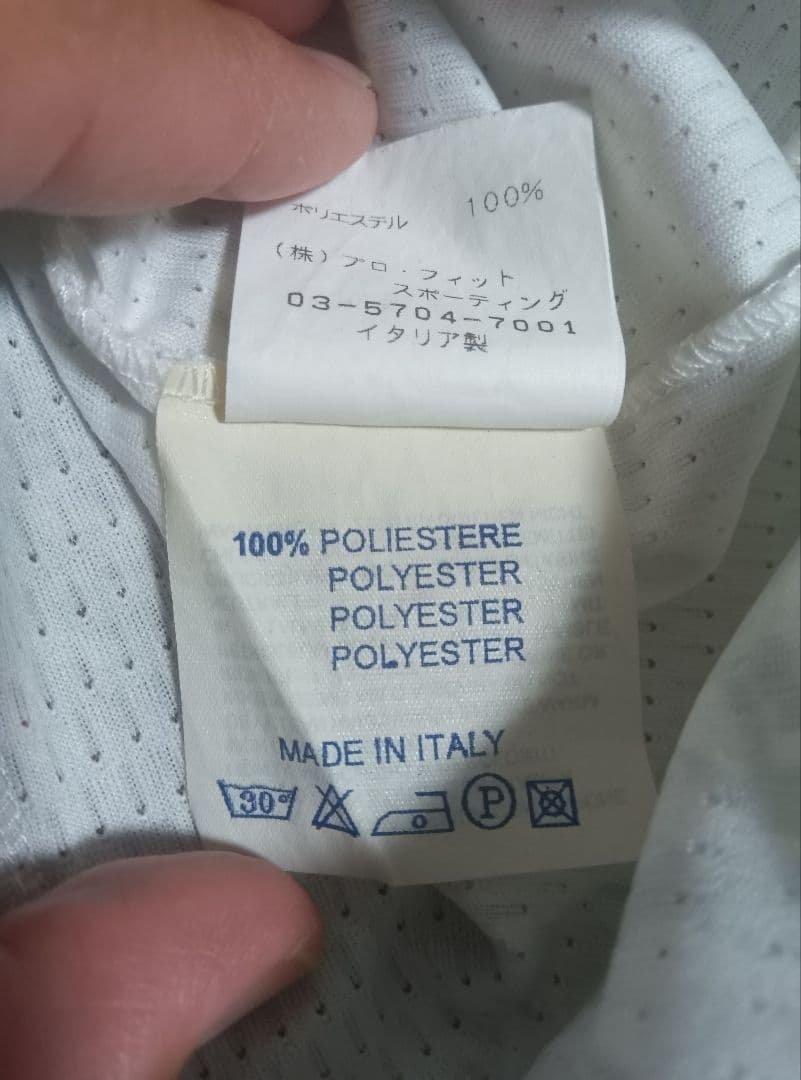 ポリエステル 100%
(株)プロ・フィット
スポーティング
03-5704-7001
イタリア製
100% POLIESTERE
POLYESTER
POLYESTER
POLYESTER
MADE IN ITALY
30° P